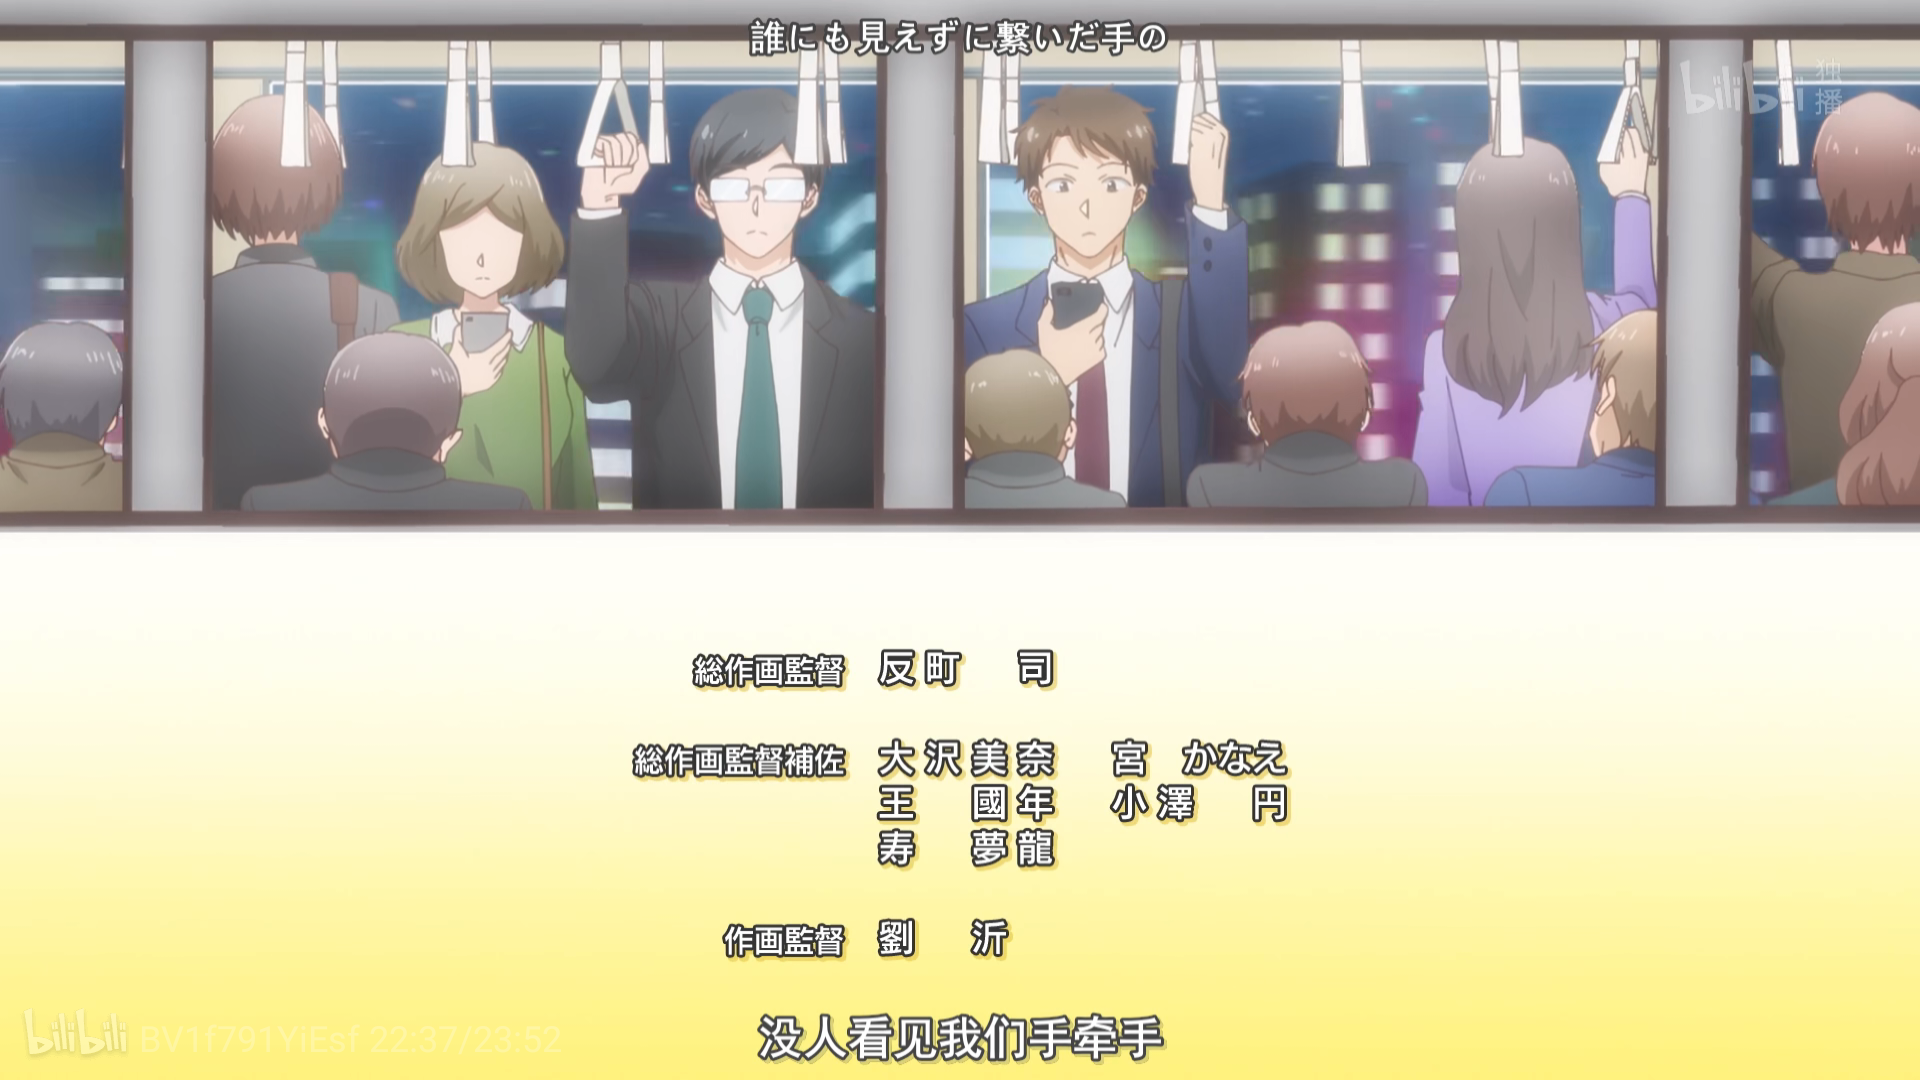 誰にも見えずに繋いだ手の
bilibili 独播
総作画監督 反町 司
総作画監督補佐 大沢美奈 宮 かなえ
王 國年 小澤 円
寿 夢龍
作画監督 劉 沂
没人看见我们手牵手
bilibili BV1f791YiEsf 22:37/23:52